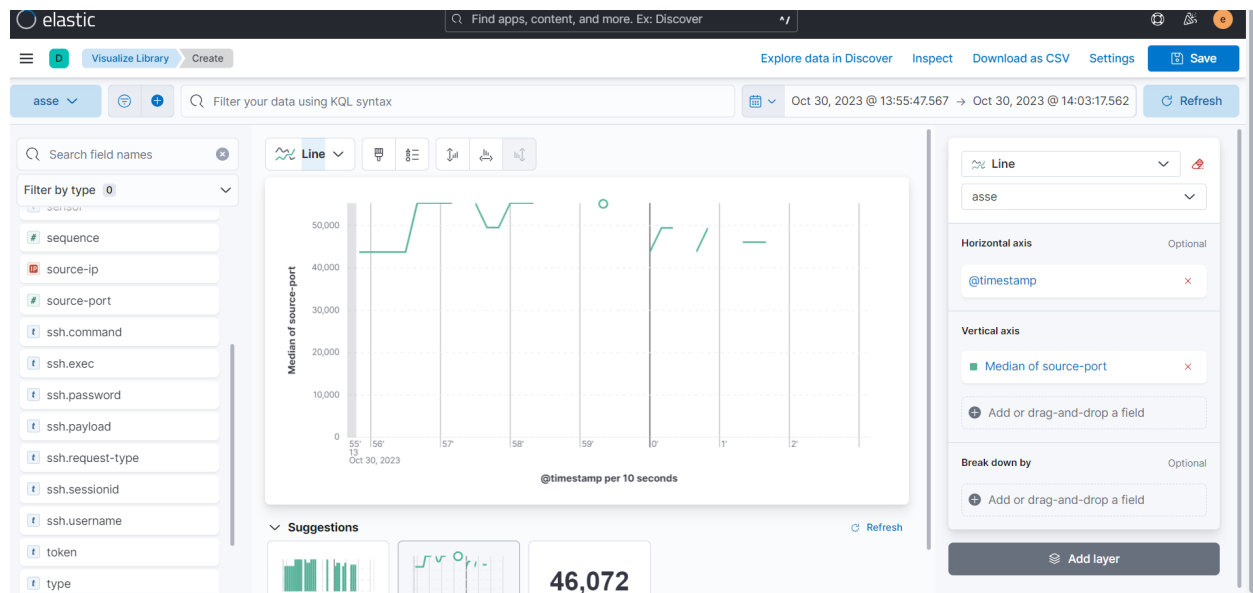 elastic
Find apps, content, and more. Ex: Discover
^/
e
D
Visualize Library
Create
Explore data in Discover
Inspect
Download as CSV
Settings
Save
asse
Filter your data using KQL syntax
Oct 30, 2023 @ 13:55:47.567 → Oct 30, 2023 @ 14:03:17.562
Refresh
Search field names
Filter by type 0
sensor
# sequence
IP source-ip
# source-port
t ssh.command
t ssh.exec
t ssh.password
t ssh.payload
t ssh.request-type
t ssh.sessionid
t ssh.username
t token
t type
Line
Median of source-port
50,000
40,000
30,000
20,000
10,000
0
55' 56' 57' 58' 59' 0' 1' 2'
13
Oct 30, 2023
@timestamp per 10 seconds
Suggestions
Refresh
46,072
Line
asse
Horizontal axis
Optional
@timestamp
Vertical axis
Median of source-port
Add or drag-and-drop a field
Break down by
Optional
Add or drag-and-drop a field
Add layer